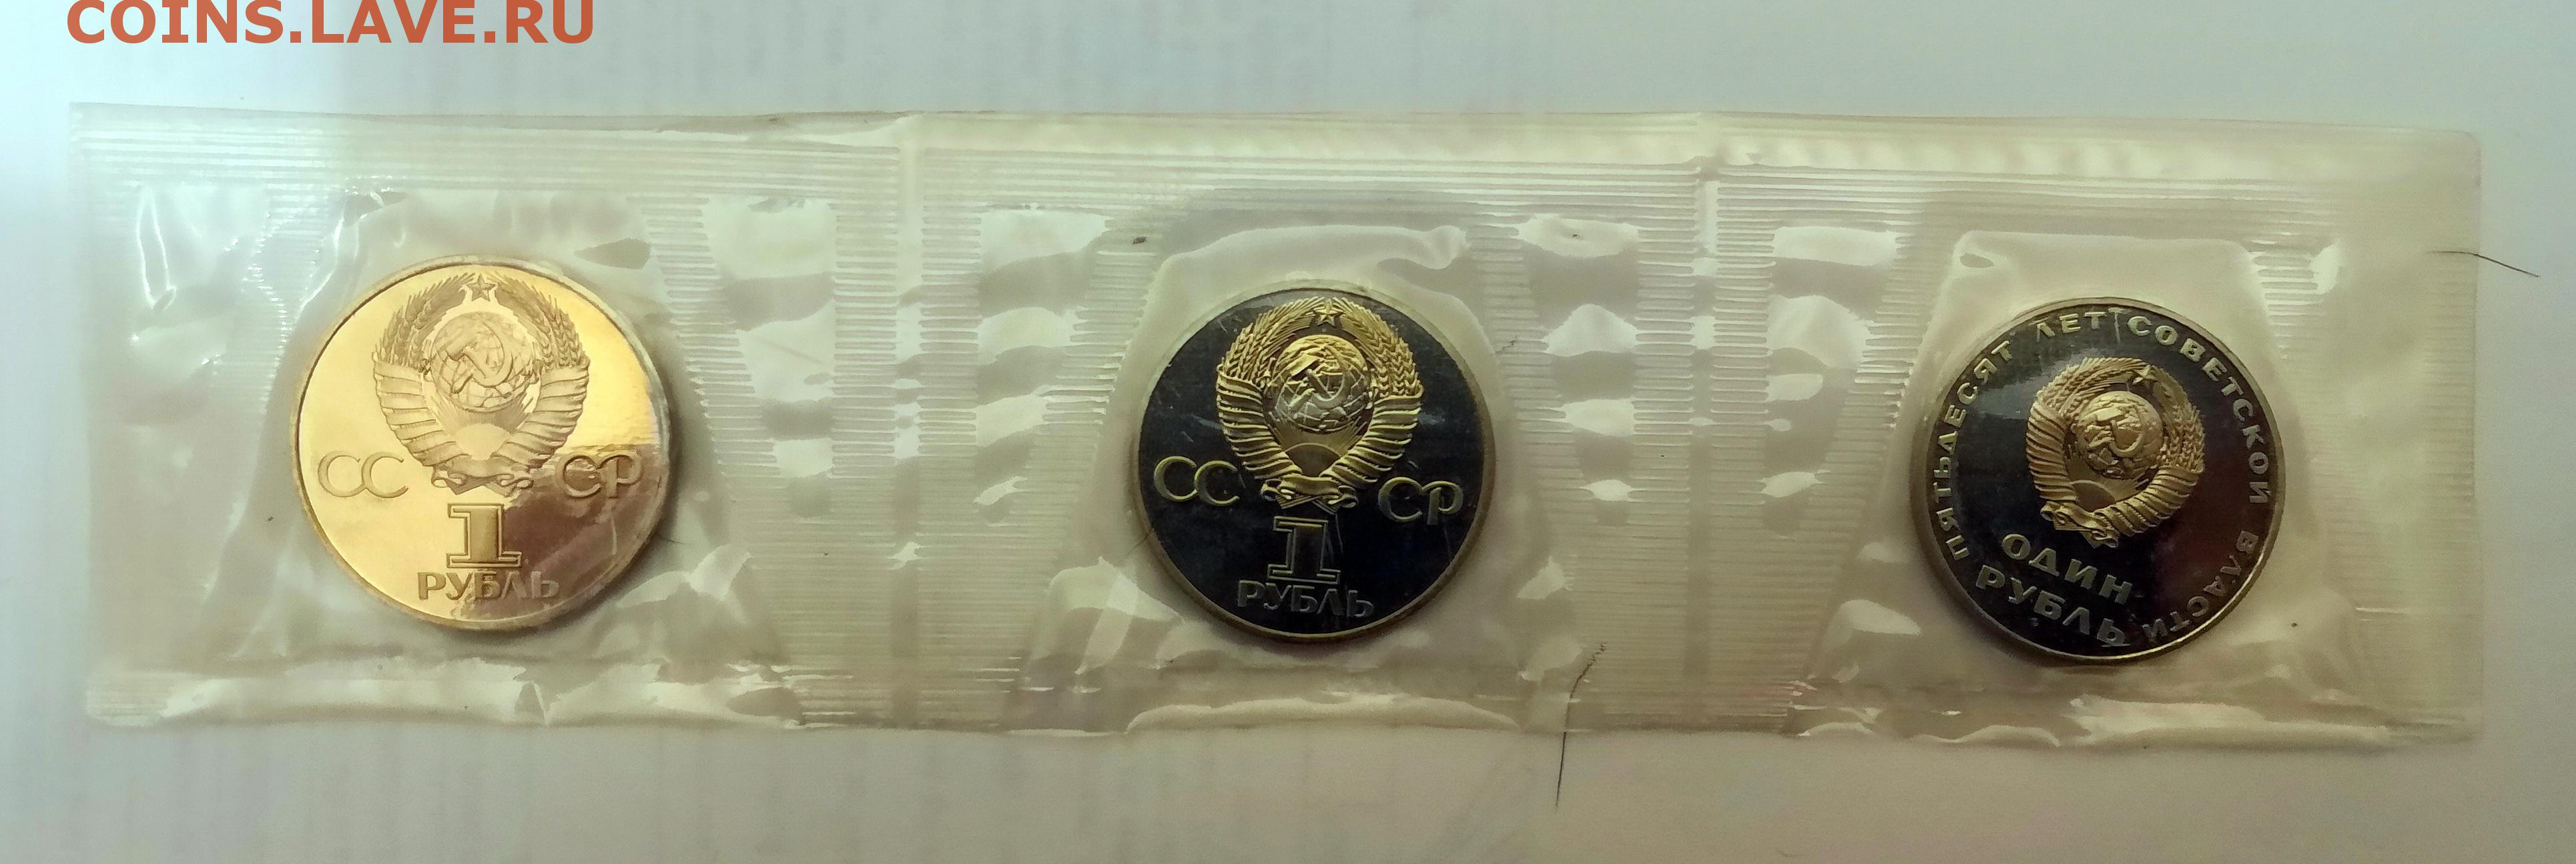 COINS.LAVE.RU
СС СР
1
РУБЛЬ
СС СР
1
РУБЛЬ
ПЯТЬДЕСЯТ ЛЕТ СОВЕТСКОЙ ВЛАСТИ
ОДИН
РУБЛЬ